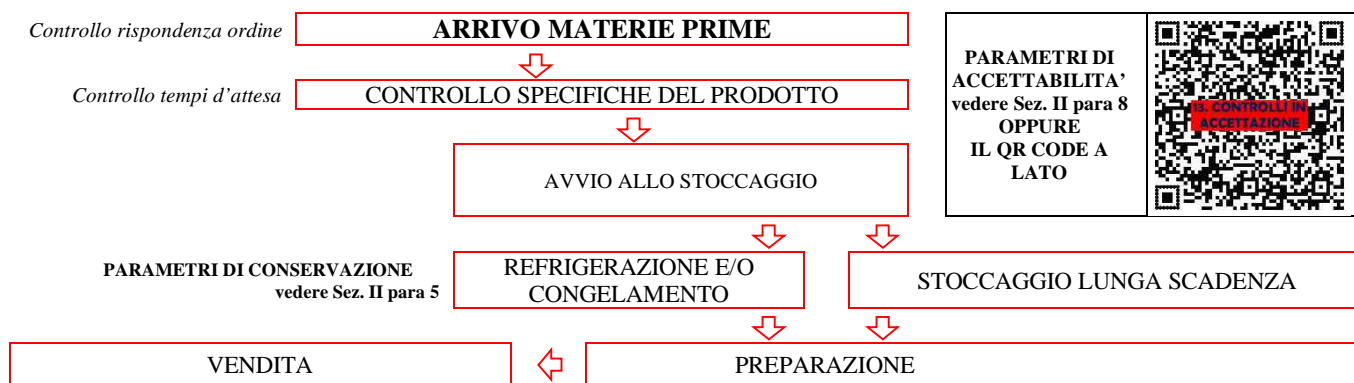 Controllo rispondenza ordine
ARRIVO MATERIE PRIME
Controllo tempi d'attesa
CONTROLLO SPECIFICHE DEL PRODOTTO
AVVIO ALLO STOCCAGGIO
PARAMETRI DI
ACCETTABILITA'
vedere Sez. II para 8
OPPURE
IL QR CODE A
LATO
13. CONTROLLI IN
ACCETTAZIONE
PARAMETRI DI CONSERVAZIONE
vedere Sez. II para 5
REFRIGERAZIONE E/O
CONGELAMENTO
STOCCAGGIO LUNGA SCADENZA
VENDITA
PREPARAZIONE